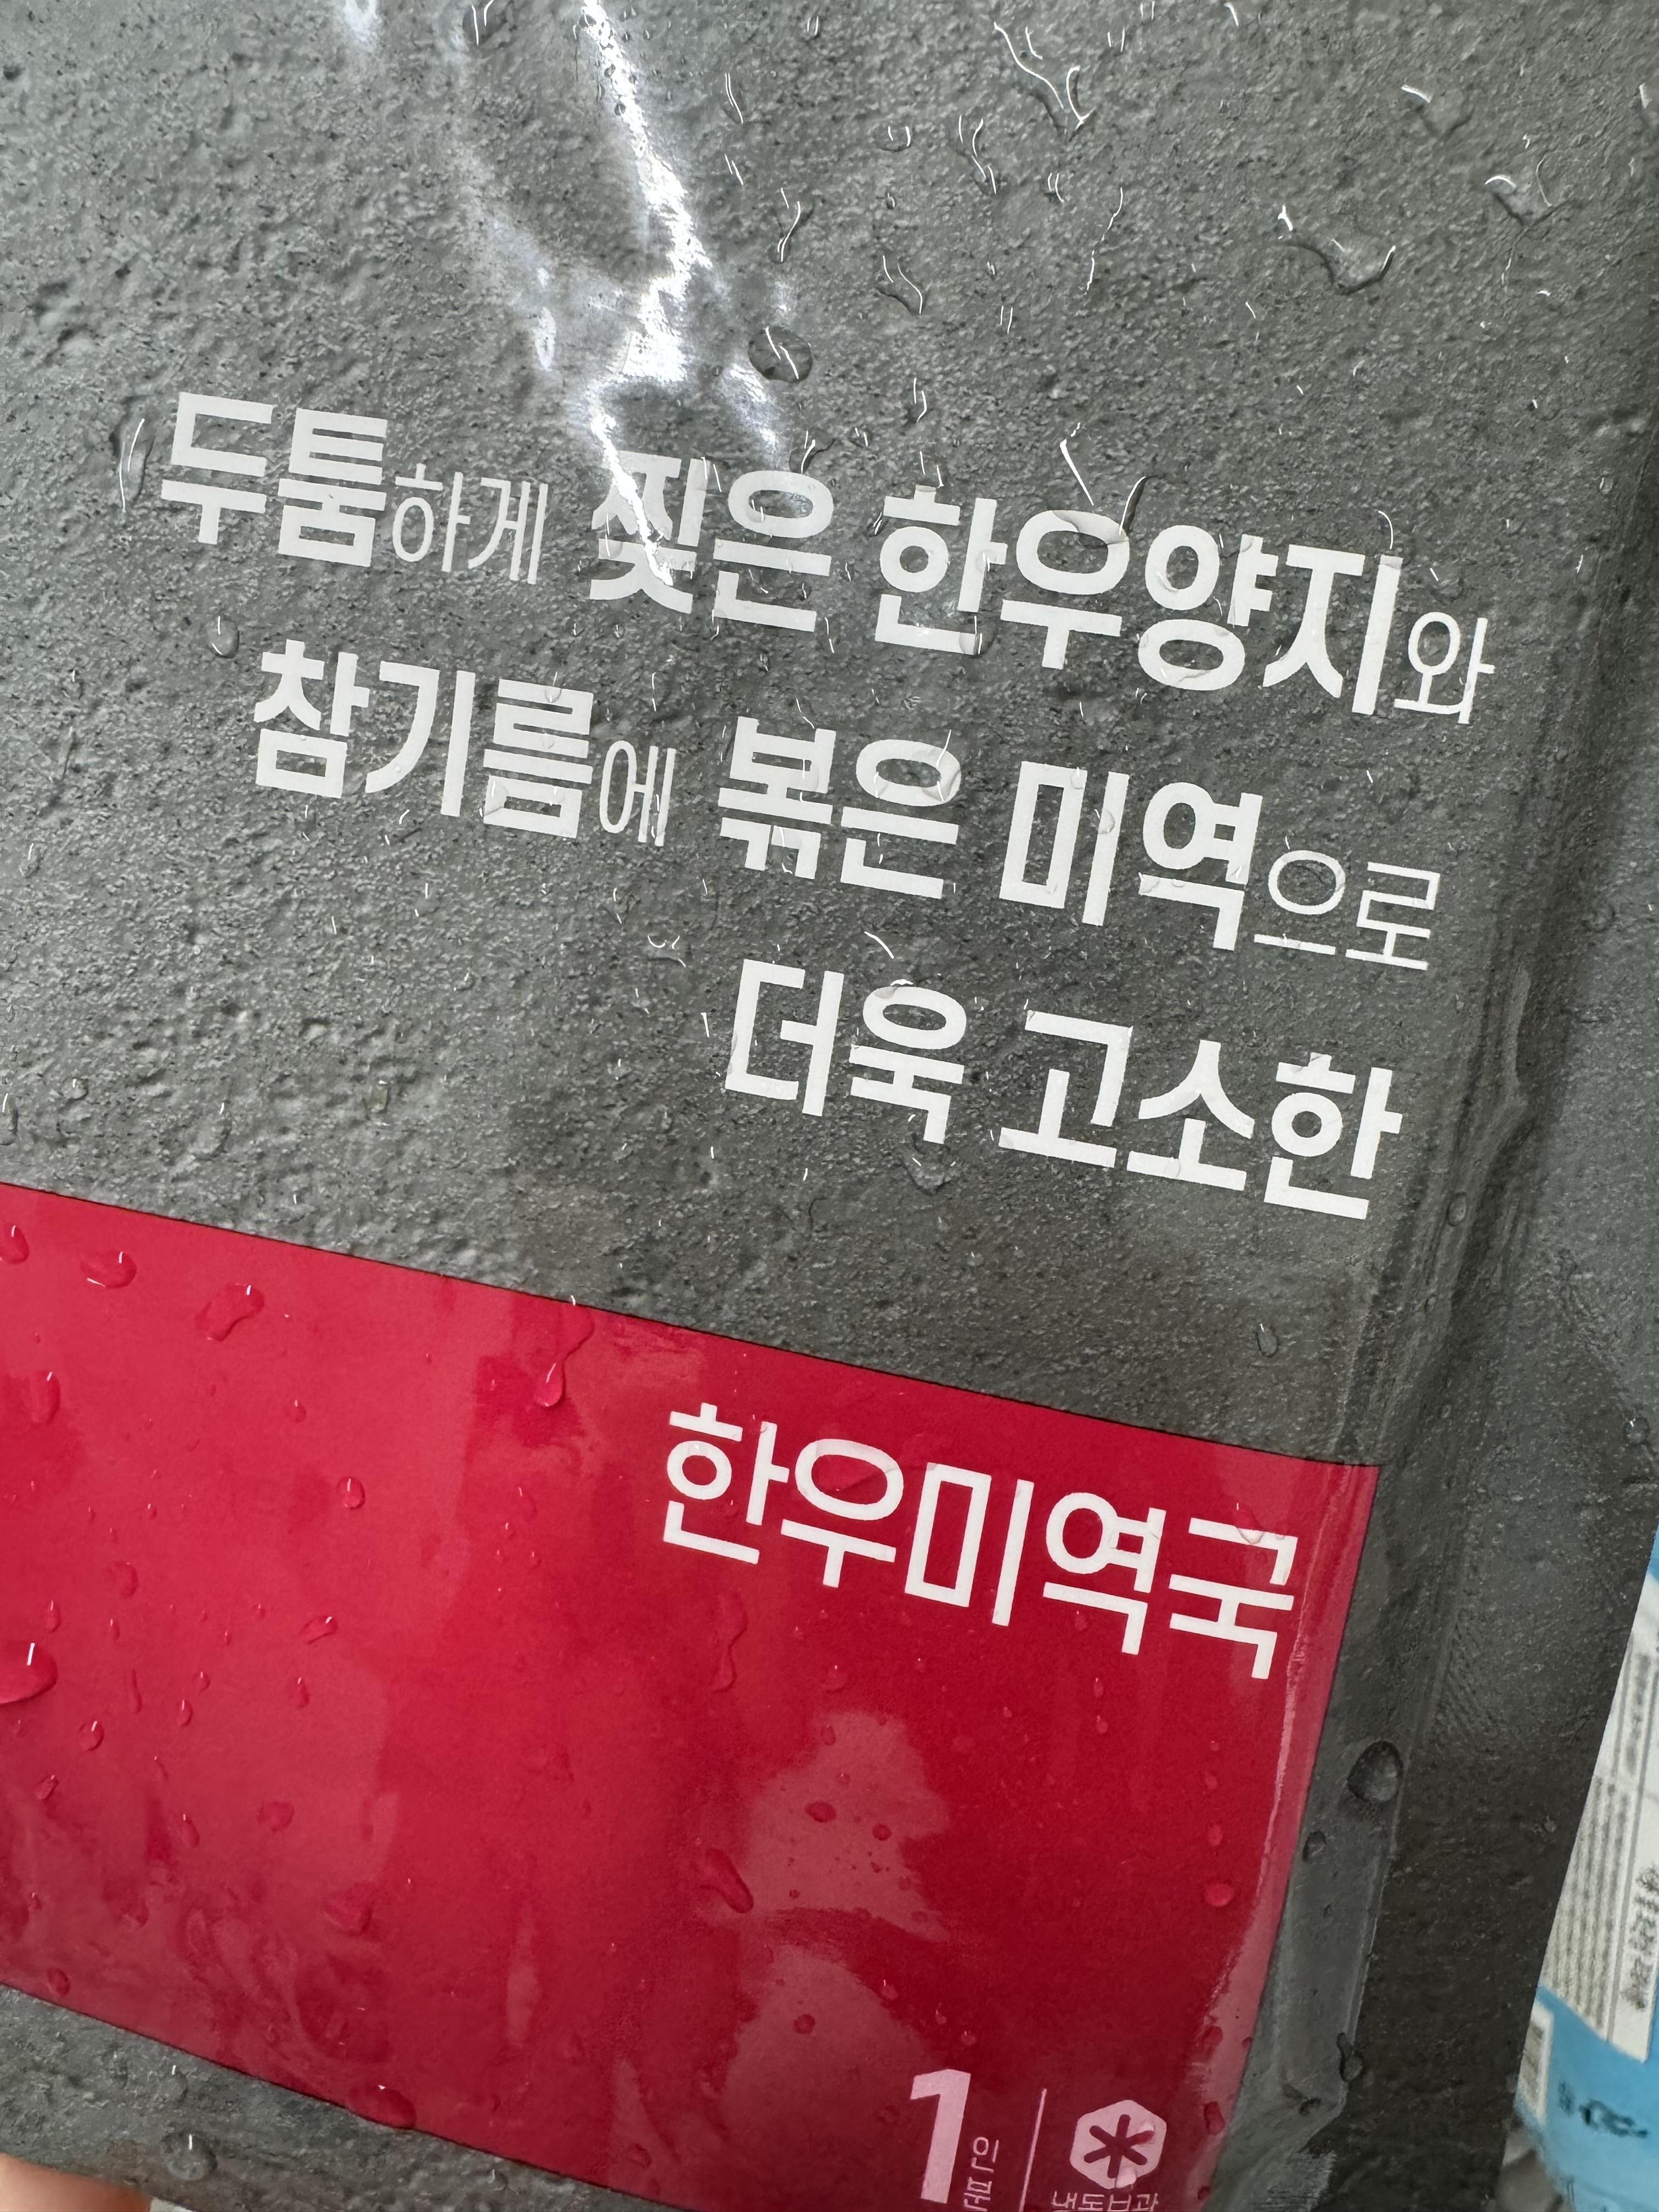 두툼하게 찢은 한우양지와
참기름에 볶은 미역으로
더욱 고소한
한우미역국
1인분
냉동보관